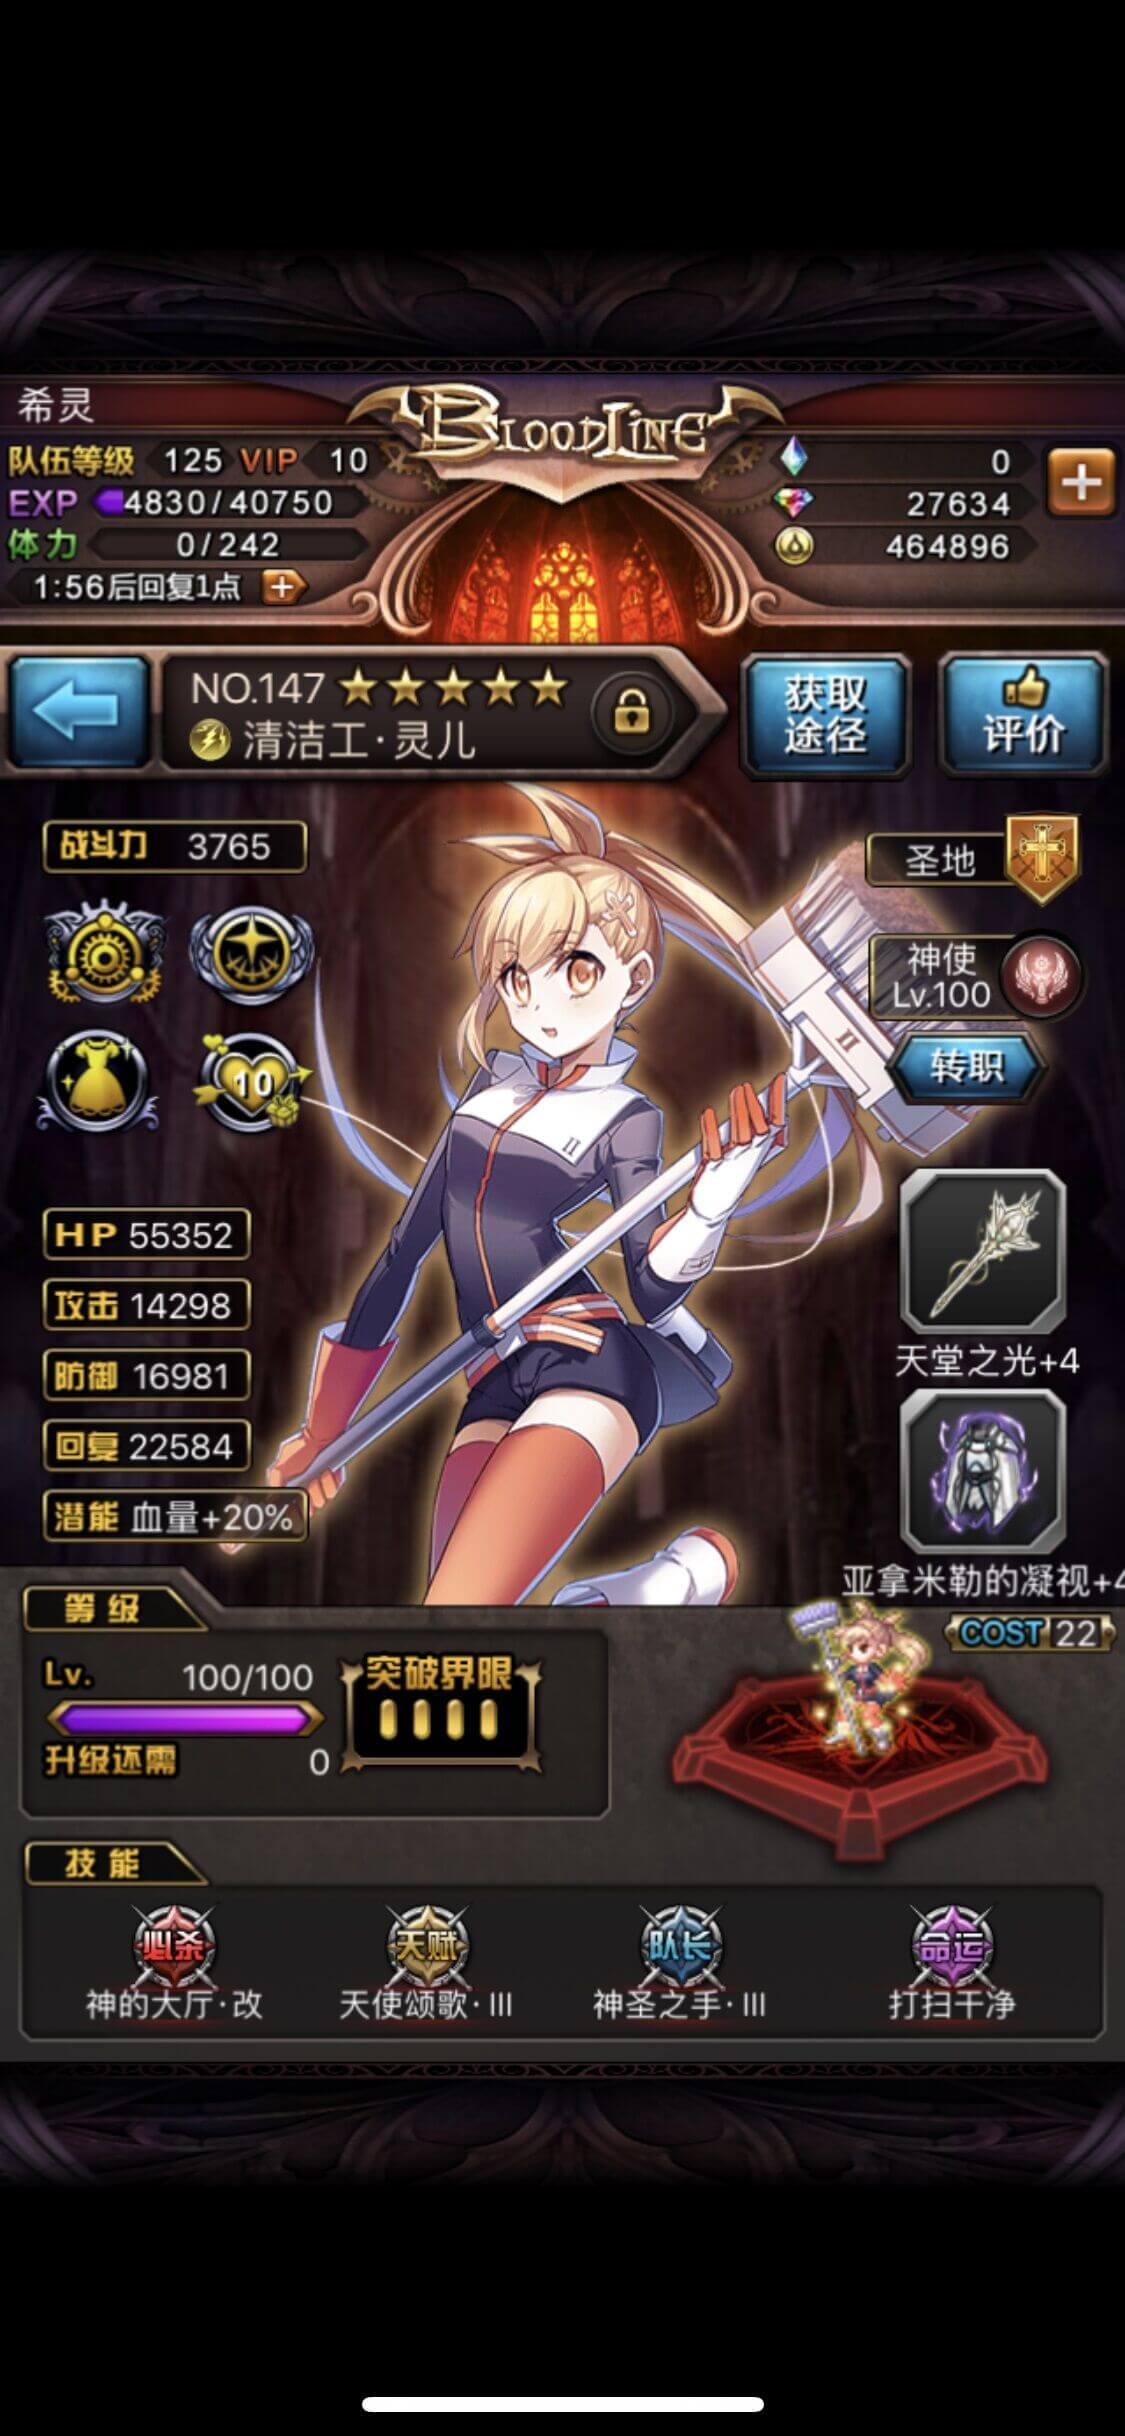 希灵
BLOODLINE
队伍等级 125 VIP 10
0
EXP 4830/40750
27634
体力 0/242
464896
1:56后回复1点
NO.147
清洁工·灵儿
获取
途径
评价
战斗力 3765
圣地
神使
Lv.100
转职
10
II
II
HP 55352
攻击 14298
防御 16981
回复 22584
潜能 血量+20%
天堂之光+4
亚拿米勒的凝视+4
等级
COST 22
Lv. 100/100
突破界限
升级还需 0
技能
必杀
天赋
队长
命运
神的大厅·改
天使颂歌·III
神圣之手·III
打扫干净